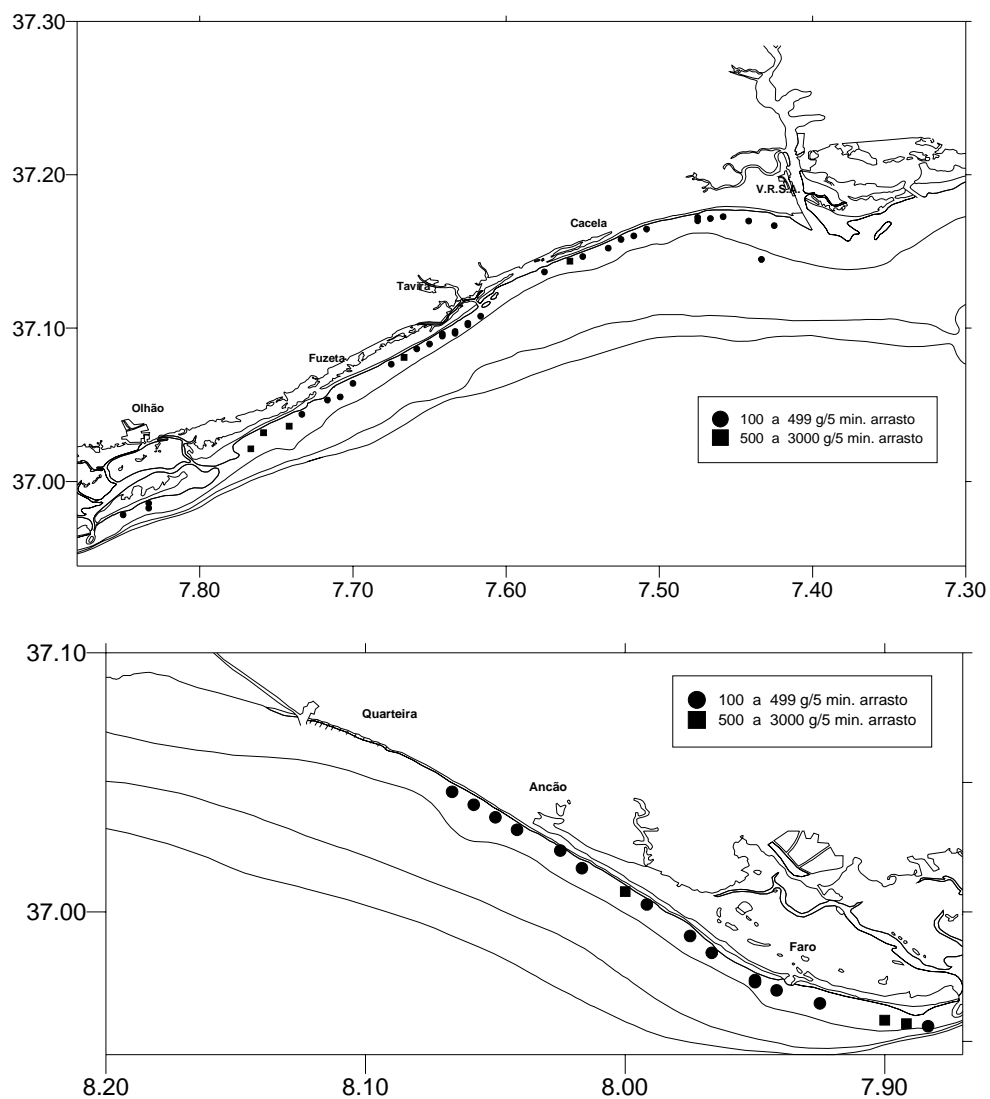 37.30
37.20
V.R.S.A.
Cacela
Tavira
37.10
Fuzeta
Olhão
100 a 499 g/5 min. arrasto
500 a 3000 g/5 min. arrasto
37.00
7.80 7.70 7.60 7.50 7.40 7.30
37.10
100 a 499 g/5 min. arrasto
500 a 3000 g/5 min. arrasto
Quarteira
Ancão
37.00
Faro
8.20 8.10 8.00 7.90